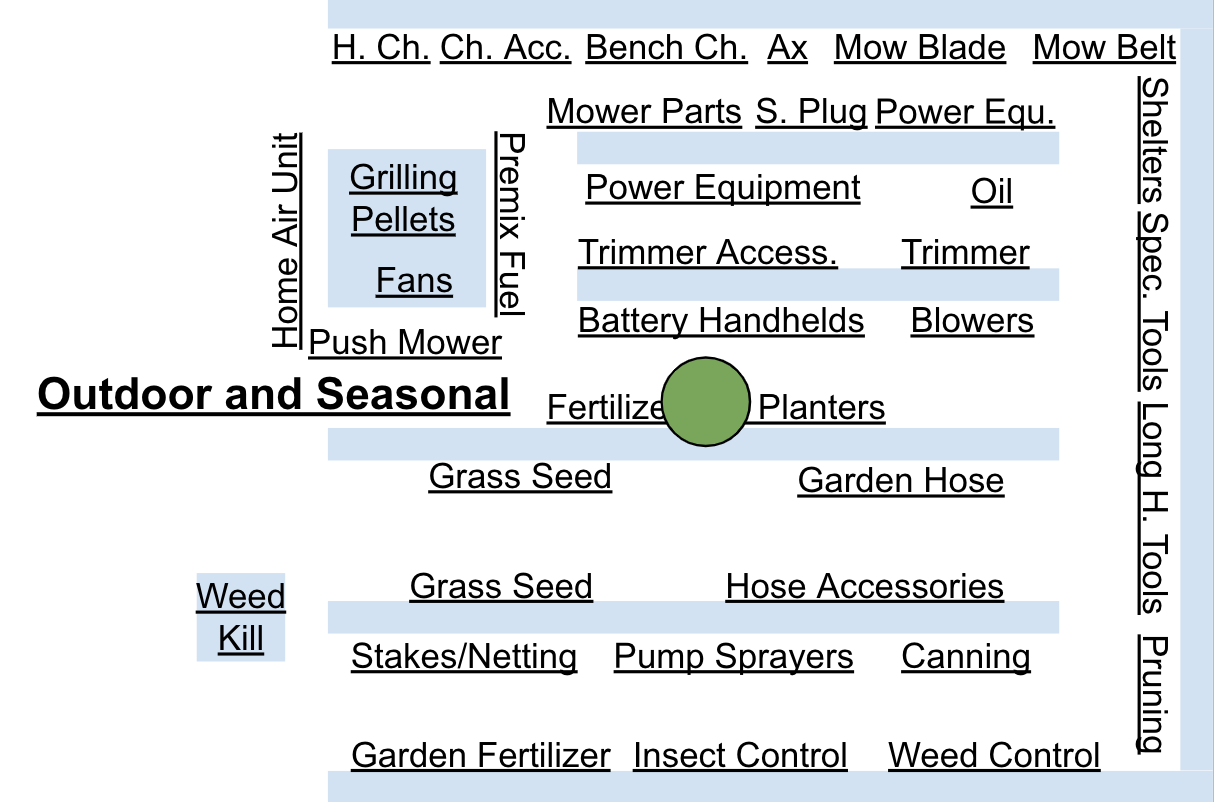 H. Ch. Ch. Acc. Bench Ch. Ax Mow Blade Mow Belt
Mower Parts S. Plug Power Equ.
Shelters Spec. Tools Long H. Tools Pruning
Home Air Unit
Grilling
Pellets
Fans
Premix Fuel
Power Equipment Oil
Trimmer Access. Trimmer
Battery Handhelds Blowers
Push Mower
Outdoor and Seasonal
Fertilize Planters
Grass Seed Garden Hose
Grass Seed Hose Accessories
Weed
Kill
Stakes/Netting Pump Sprayers Canning
Garden Fertilizer Insect Control Weed Control